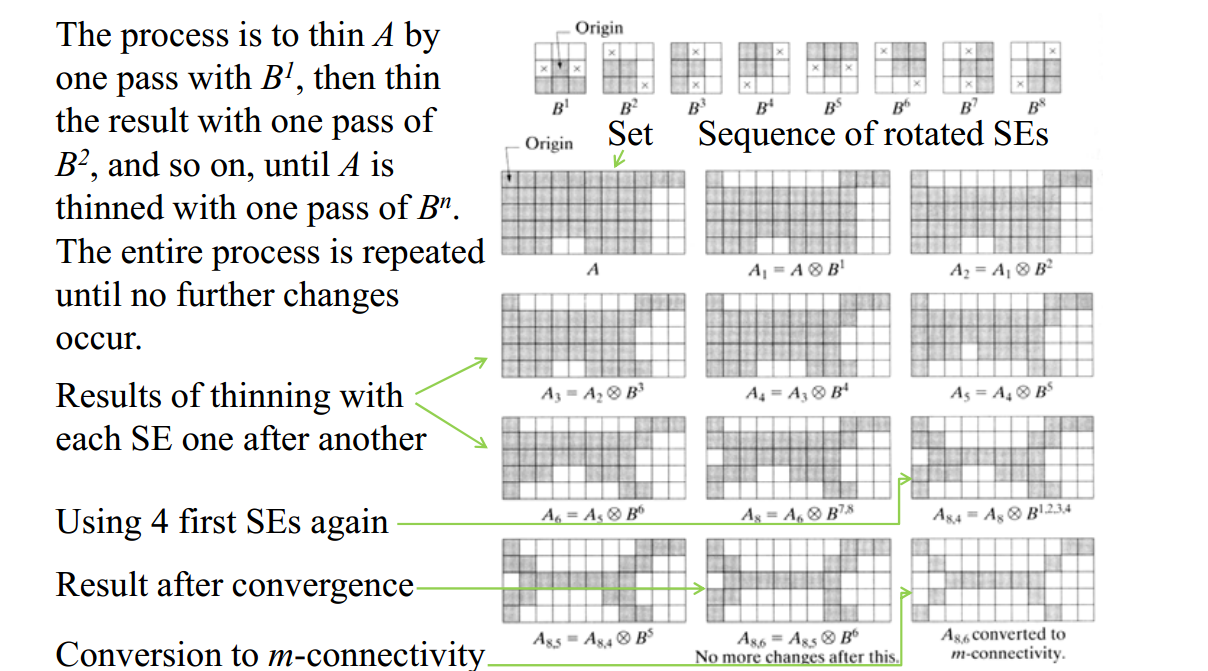 The process is to thin A by
one pass with B¹, then thin
the result with one pass of
B², and so on, until A is
thinned with one pass of Bⁿ.
The entire process is repeated
until no further changes
occur.
Results of thinning with
each SE one after another
Using 4 first SEs again
Result after convergence
Conversion to m-connectivity
Origin
B¹ B² B³ B⁴ B⁵ B⁶ B⁷ B⁸
Set Sequence of rotated SEs
Origin
A A₁ = A ⊗ B¹ A₂ = A₁ ⊗ B²
A₃ = A₂ ⊗ B³ A₄ = A₃ ⊗ B⁴ A₅ = A₄ ⊗ B⁵
A₆ = A₅ ⊗ B⁶ A₈ = A₆ ⊗ B⁷,⁸ A₈,₄ = A₈ ⊗ B¹,²,³,⁴
A₈,₅ = A₈,₄ ⊗ B⁵ A₈,₆ = A₈,₅ ⊗ B⁶ A₈,₆ converted to
No more changes after this. m-connectivity.